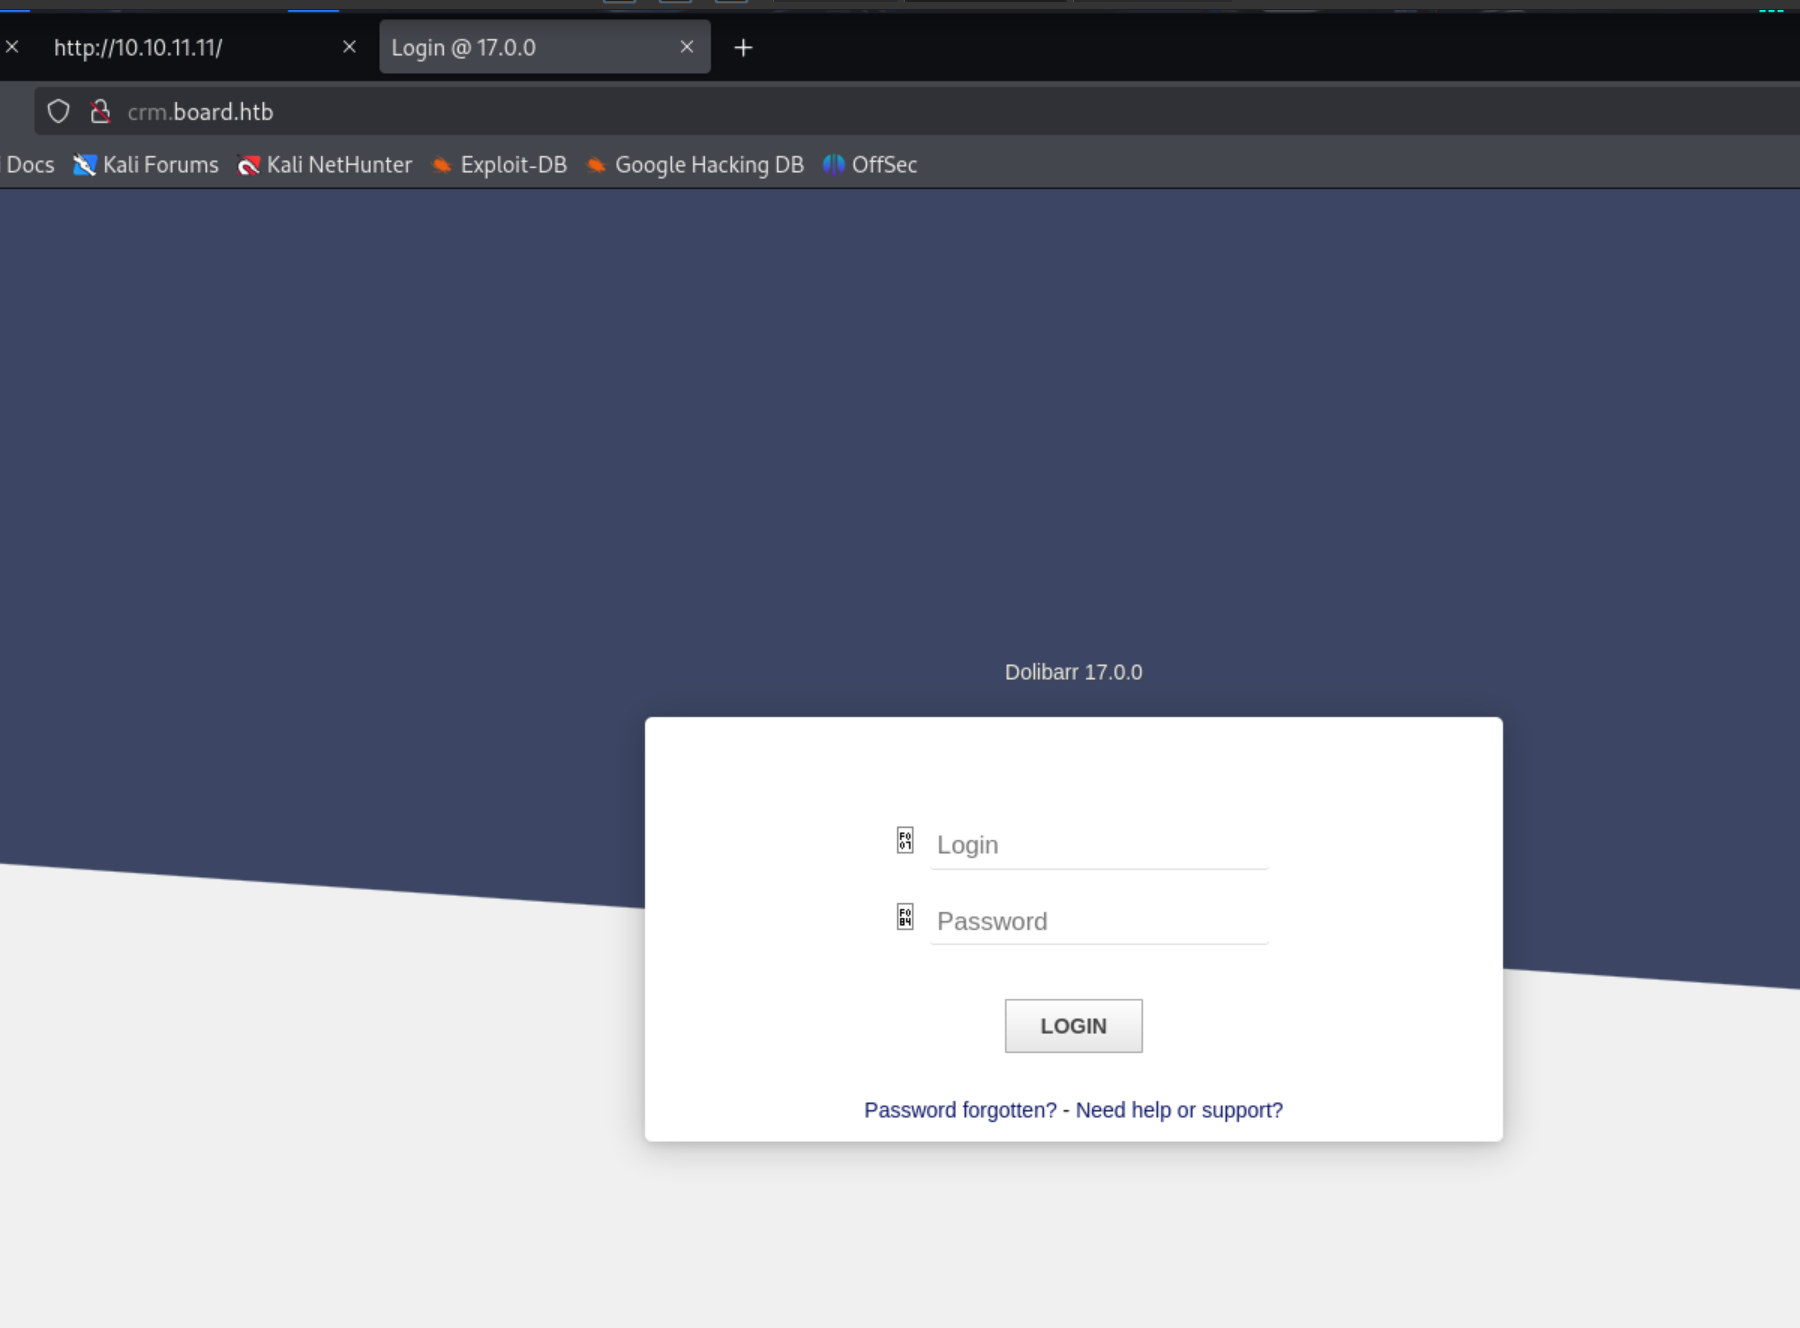 http://10.10.11.11/ Login @ 17.0.0
crm.board.htb
Docs Kali Forums Kali NetHunter Exploit-DB Google Hacking DB OffSec
Dolibarr 17.0.0
Login
Password
LOGIN
Password forgotten? - Need help or support?